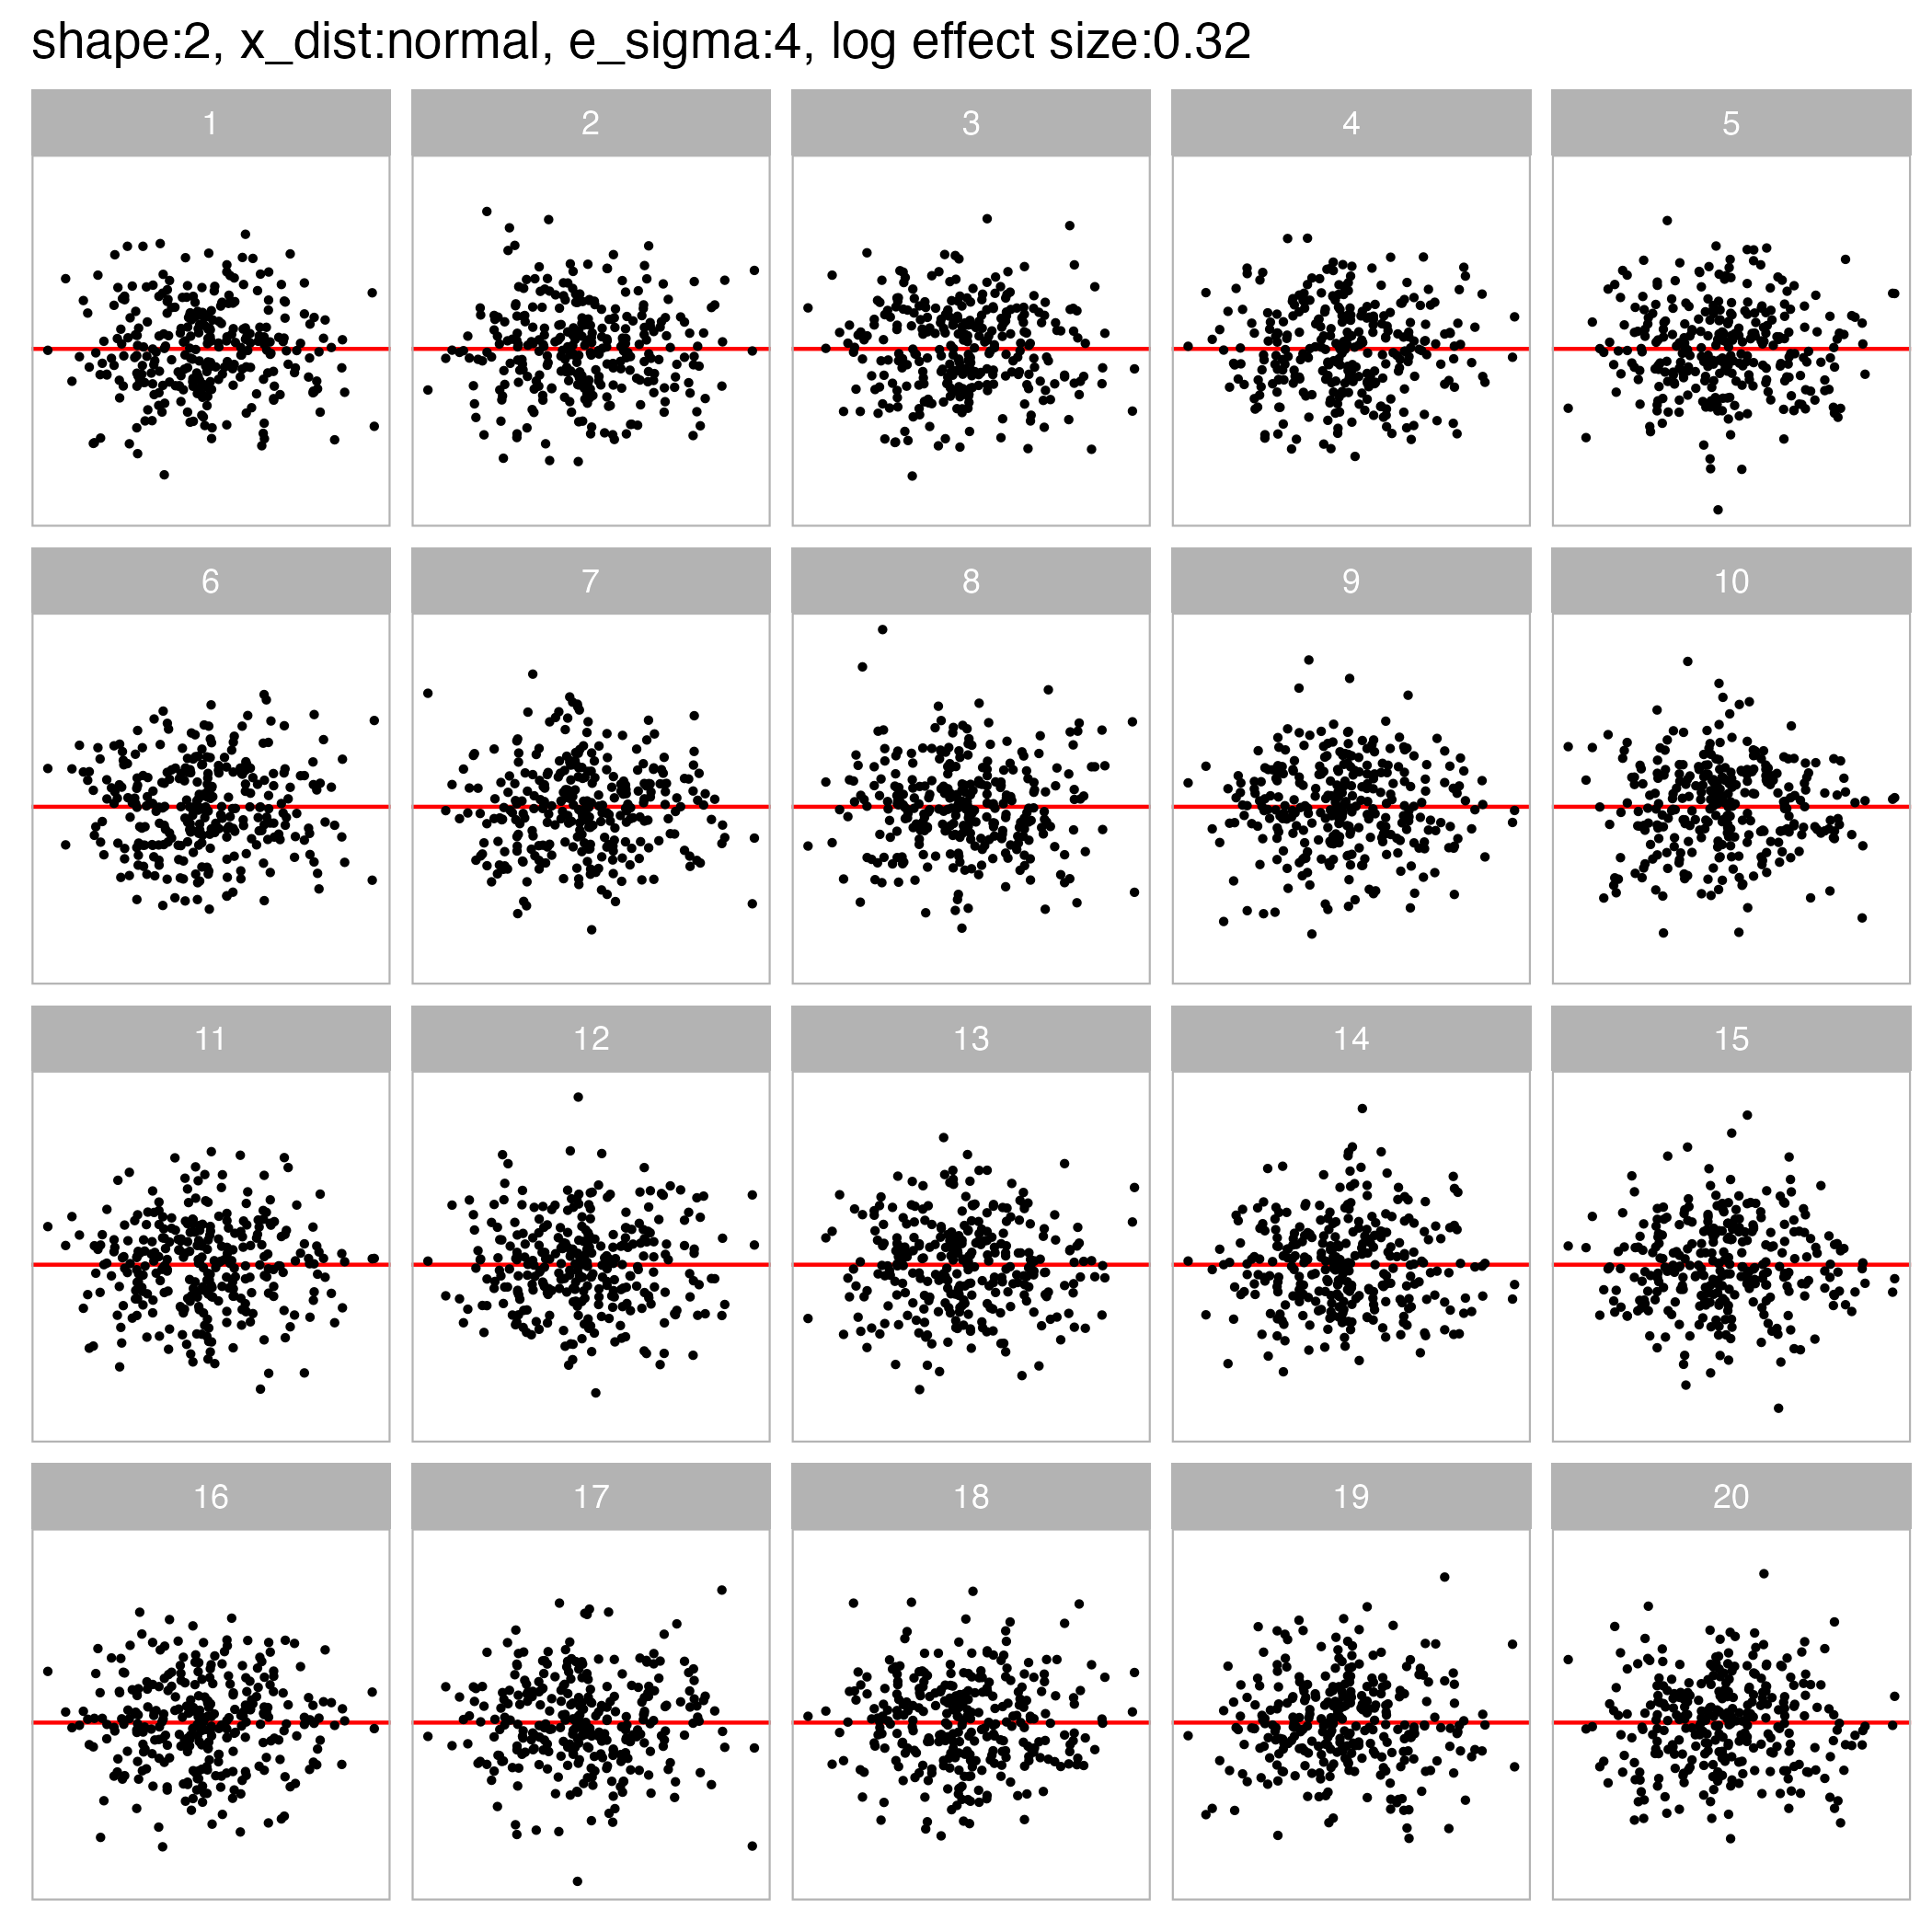 shape:2, x_dist:normal, e_sigma:4, log effect size:0.32
1 2 3 4 5
6 7 8 9 10
11 12 13 14 15
16 17 18 19 20